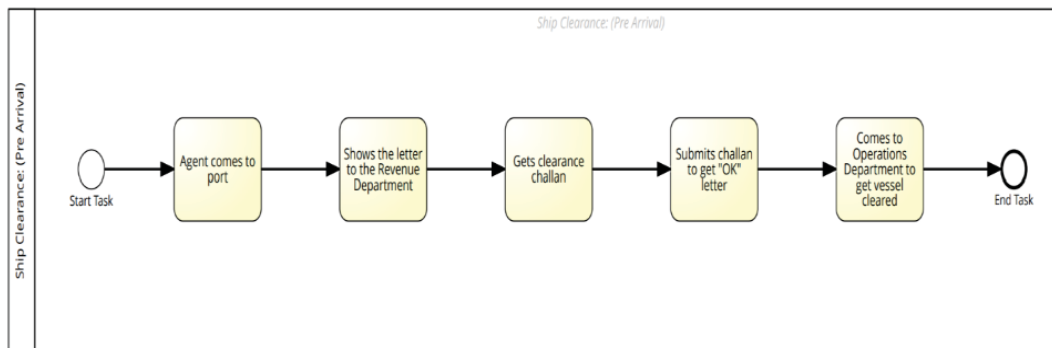 Ship Clearance: (Pre Arrival)
Ship Clearance: (Pre Arrival)
Start Task
Agent comes to
port
Shows the letter
to the Revenue
Department
Gets clearance
challan
Submits challan
to get "OK"
letter
Comes to
Operations
Department to
get vessel
cleared
End Task